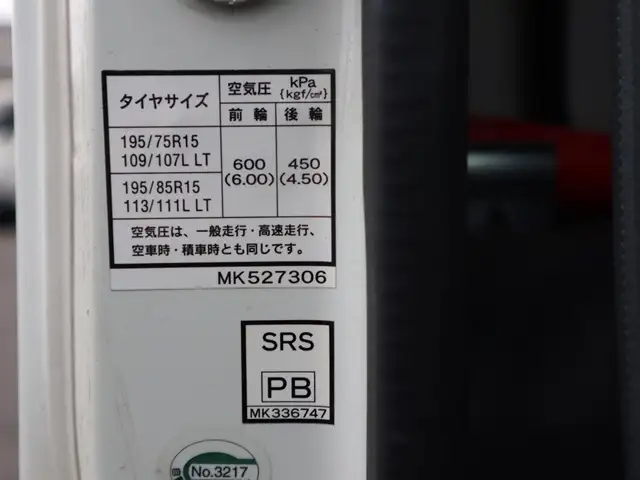 タイヤサイズ
空気圧 kPa {kgf/c㎡}
前輪 後輪
195/75R15
109/107L LT
600 450
(6.00) (4.50)
195/85R15
113/111L LT
空気圧は、一般走行・高速走行、
空車時・積車時とも同じです。
MK527306
SRS
PB
MK336747
No.3217